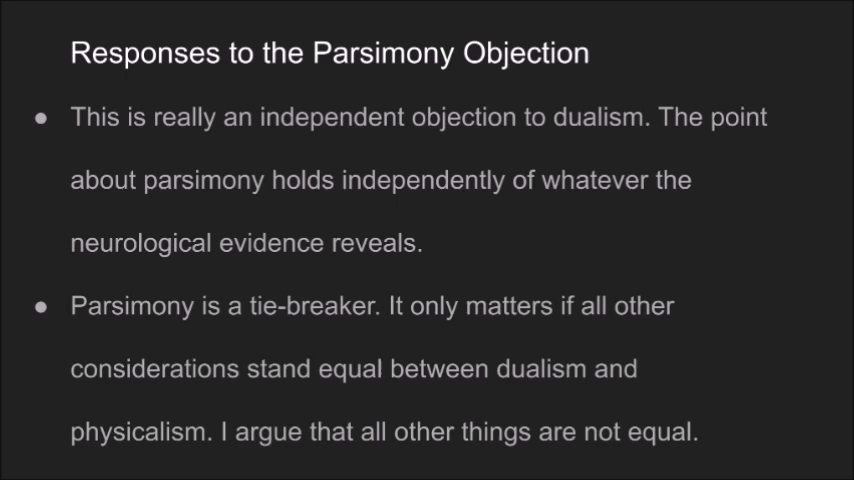 Responses to the Parsimony Objection
● This is really an independent objection to dualism. The point
about parsimony holds independently of whatever the
neurological evidence reveals.
● Parsimony is a tie-breaker. It only matters if all other
considerations stand equal between dualism and
physicalism. I argue that all other things are not equal.